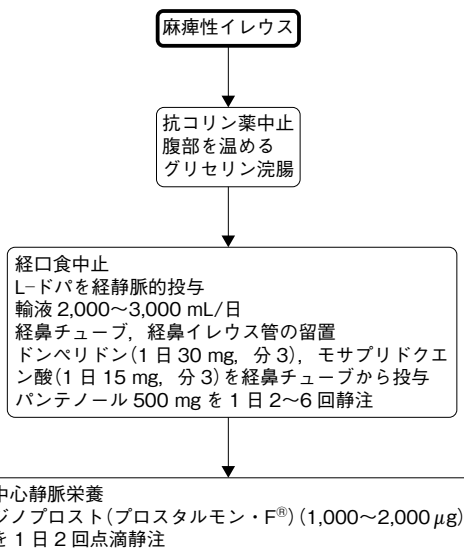 麻痺性イレウス
抗コリン薬中止
腹部を温める
グリセリン浣腸
経口食中止
L-ドパを経静脈的投与
輸液 2,000〜3,000 mL/日
経鼻チューブ，経鼻イレウス管の留置
ドンペリドン(1 日 30 mg，分 3)，モサプリドクエ
ン酸(1 日 15 mg，分 3)を経鼻チューブから投与
パンテノール 500 mg を 1 日 2〜6 回静注
中心静脈栄養
ジノプロスト(プロスタルモン・F®)(1,000〜2,000 μg)
を 1 日 2 回点滴静注